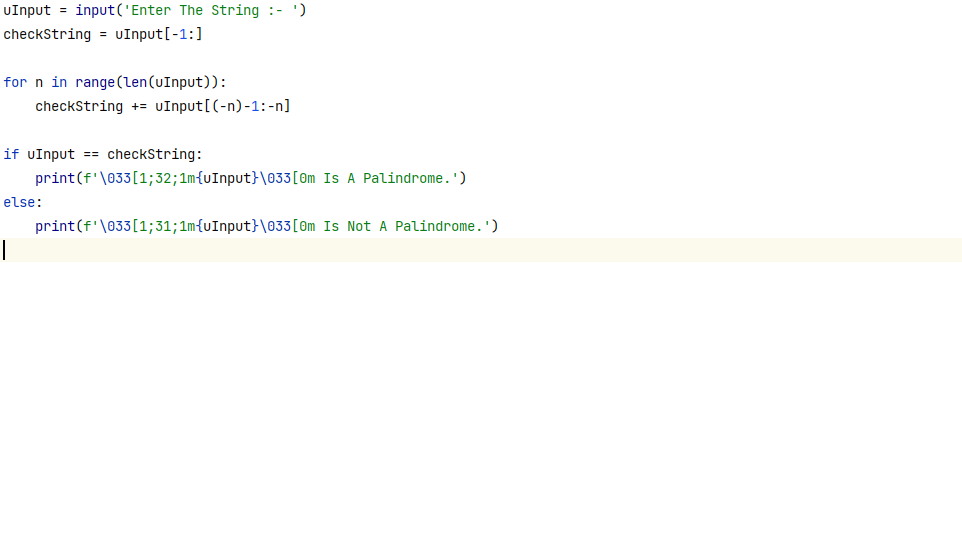 uInput = input('Enter The String :- ')
checkString = uInput[-1:]
for n in range(len(uInput)):
    checkString += uInput[(-n)-1:-n]
if uInput == checkString:
    print(f'\033[1;32;1m{uInput}\033[0m Is A Palindrome.')
else:
    print(f'\033[1;31;1m{uInput}\033[0m Is Not A Palindrome.')